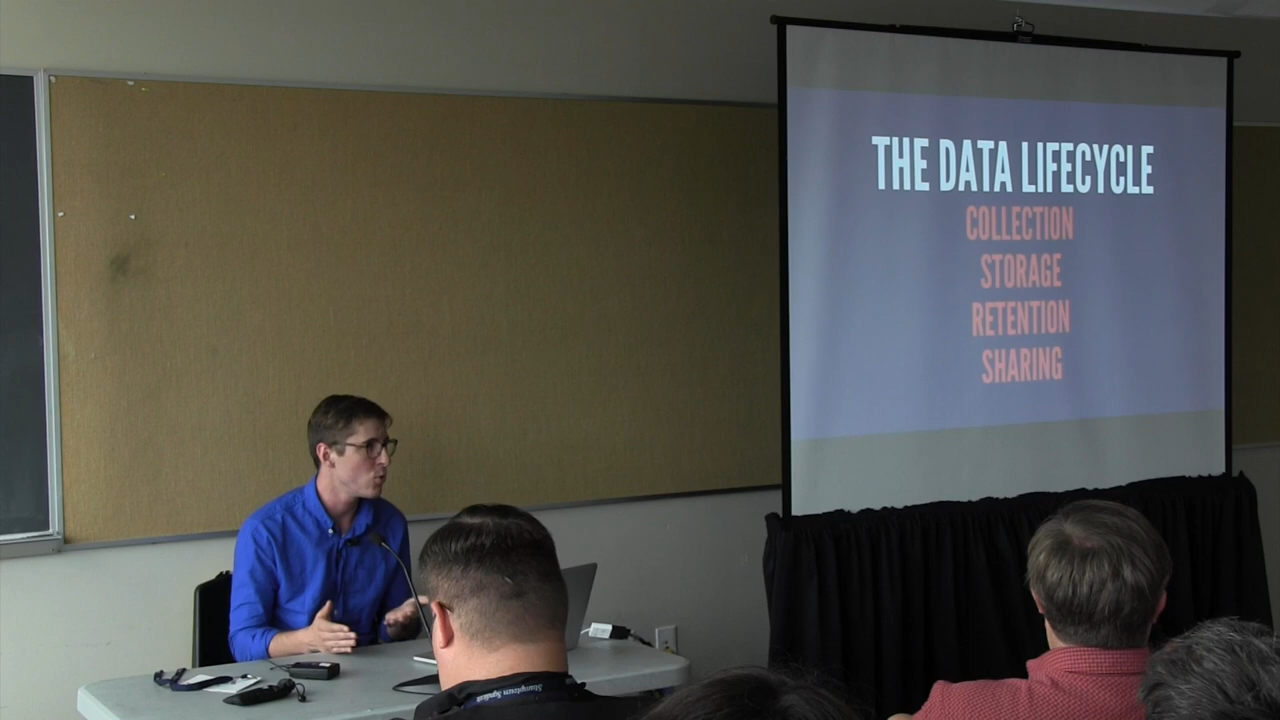 THE DATA LIFECYCLE
COLLECTION
STORAGE
RETENTION
SHARING